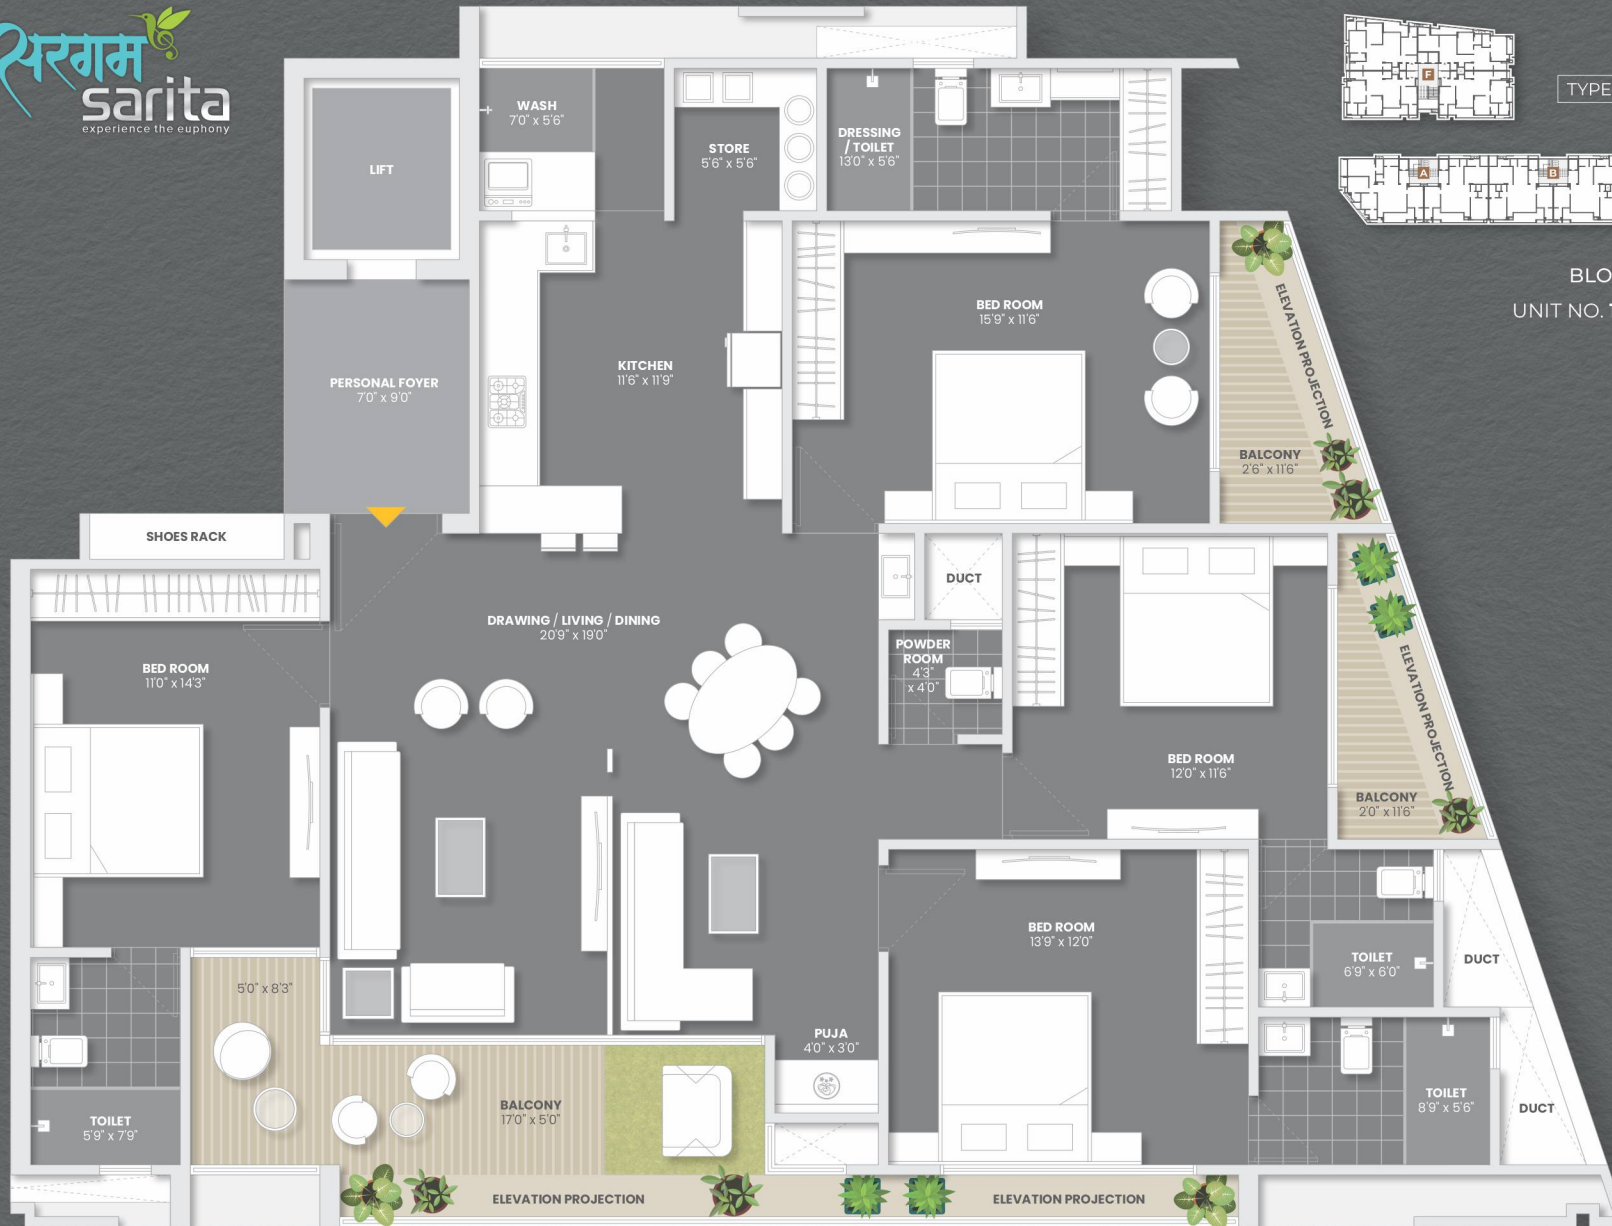 सरगम
sarita
experience the euphony
TYPE
F
A
B
BLO
UNIT NO.
LIFT
WASH
7'0" x 5'6"
STORE
5'6" x 5'6"
DRESSING
/ TOILET
13'0" x 5'6"
PERSONAL FOYER
7'0" x 9'0"
KITCHEN
11'6" x 11'9"
BED ROOM
15'9" x 11'6"
ELEVATION PROJECTION
BALCONY
2'6" x 11'6"
SHOES RACK
DRAWING / LIVING / DINING
20'9" x 19'0"
DUCT
POWDER
ROOM
4'3"
x 4'0"
BED ROOM
11'0" x 14'3"
BED ROOM
12'0" x 11'6"
ELEVATION PROJECTION
BALCONY
2'0" x 11'6"
BED ROOM
13'9" x 12'0"
TOILET
6'9" x 6'0"
DUCT
5'0" x 8'3"
PUJA
4'0" x 3'0"
BALCONY
17'0" x 5'0"
TOILET
5'9" x 7'9"
TOILET
8'9" x 5'6"
DUCT
ELEVATION PROJECTION
ELEVATION PROJECTION